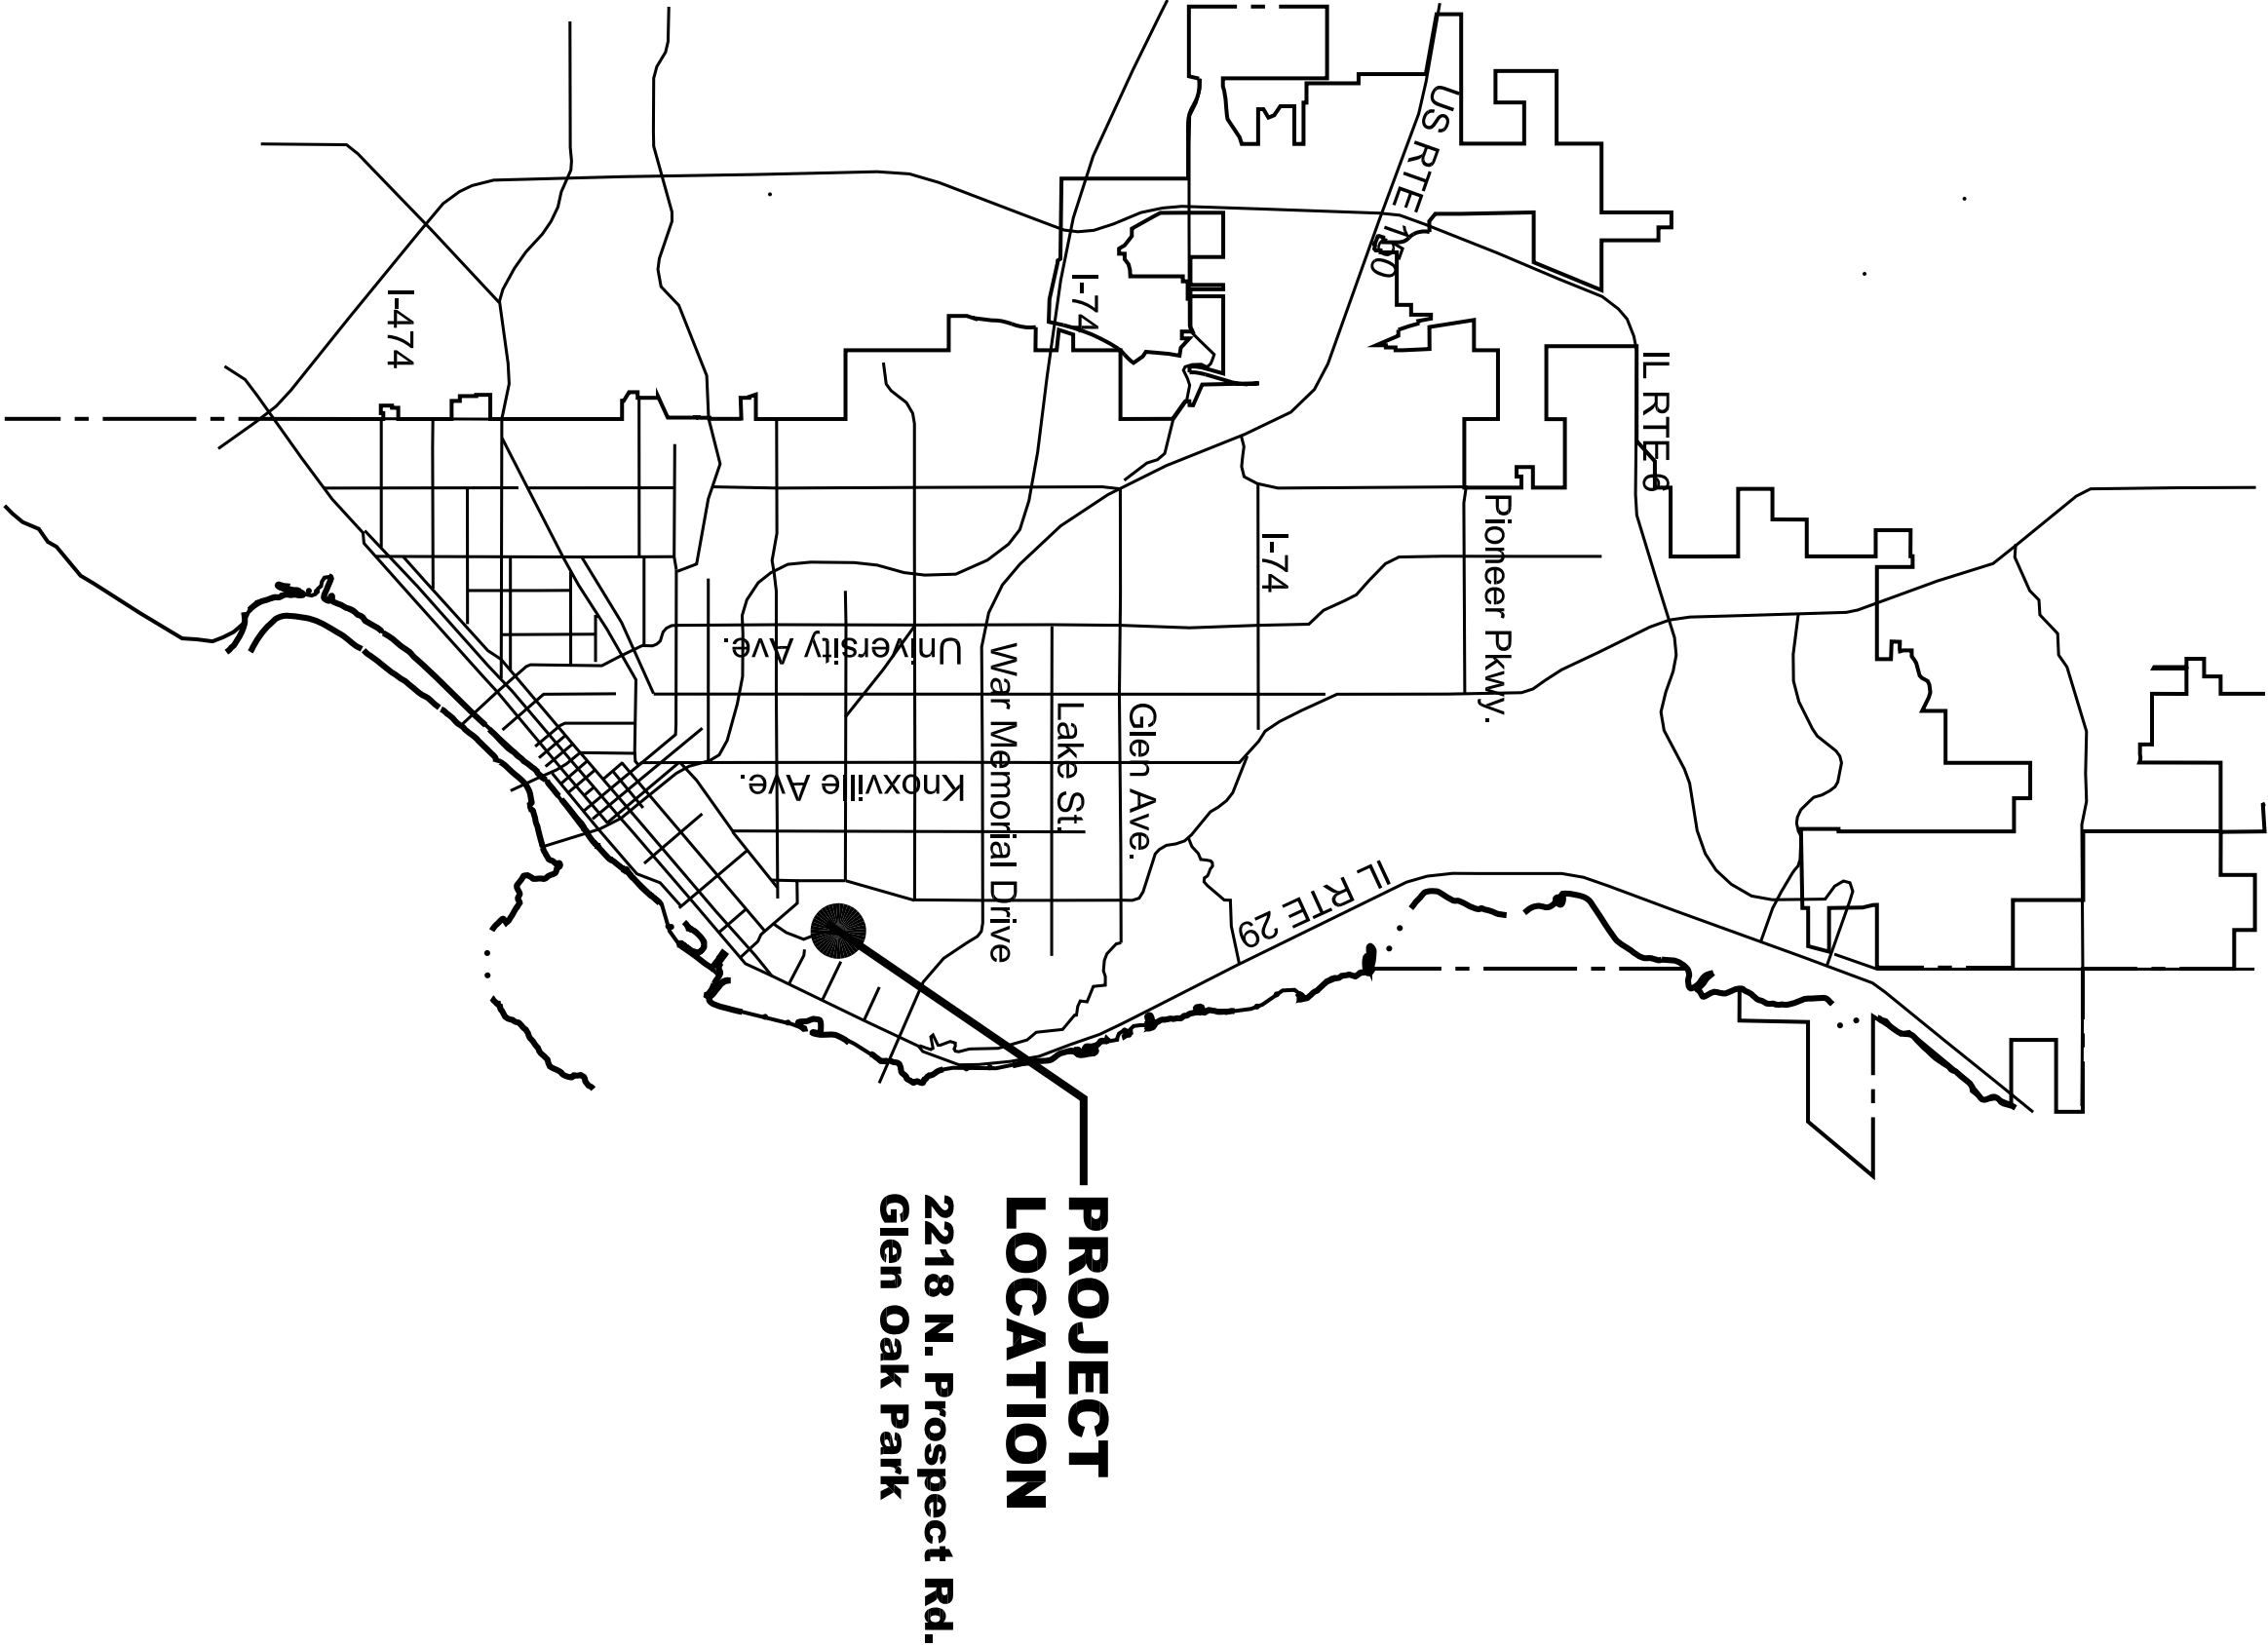 US RTE 150
I-474
I-74
IL RTE 6
Pioneer Pkwy.
I-74
University Ave.
Knoxville Ave.
War Memorial Drive
Lake St.
Glen Ave.
IL RTE 29
PROJECT
LOCATION
2218 N. Prospect Rd.
Glen Oak Park